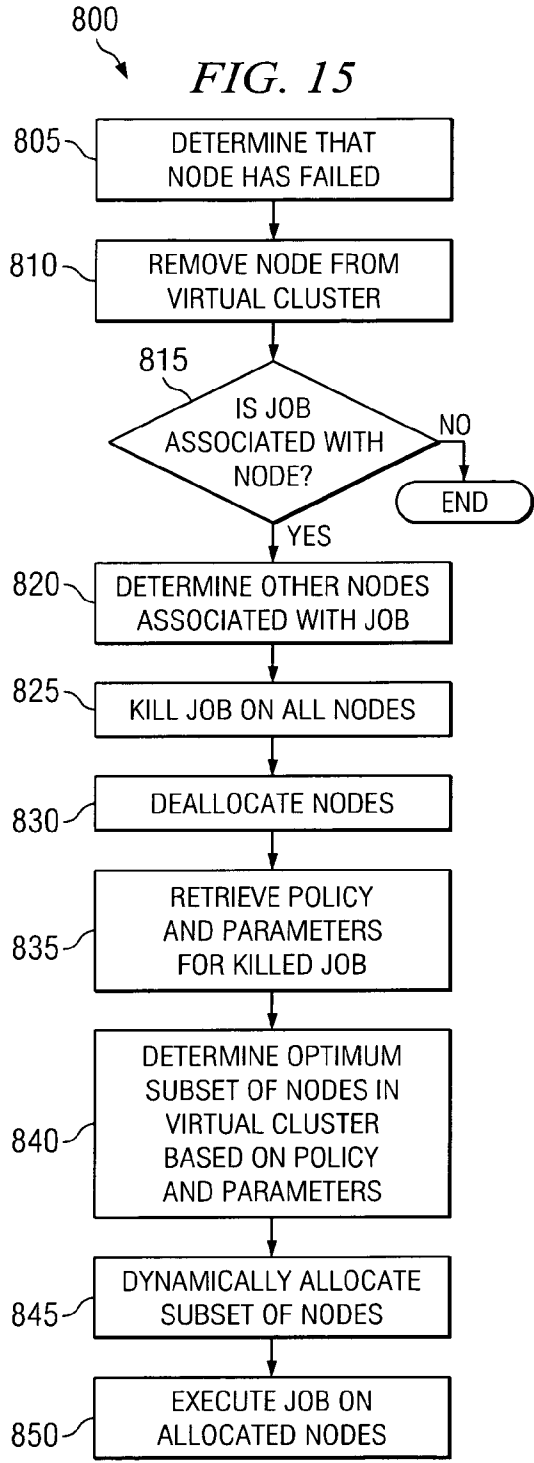 800
FIG. 15
805
DETERMINE THAT
NODE HAS FAILED
810
REMOVE NODE FROM
VIRTUAL CLUSTER
815
IS JOB
ASSOCIATED WITH
NODE?
NO
END
YES
820
DETERMINE OTHER NODES
ASSOCIATED WITH JOB
825
KILL JOB ON ALL NODES
830
DEALLOCATE NODES
835
RETRIEVE POLICY
AND PARAMETERS
FOR KILLED JOB
840
DETERMINE OPTIMUM
SUBSET OF NODES IN
VIRTUAL CLUSTER
BASED ON POLICY
AND PARAMETERS
845
DYNAMICALLY ALLOCATE
SUBSET OF NODES
850
EXECUTE JOB ON
ALLOCATED NODES